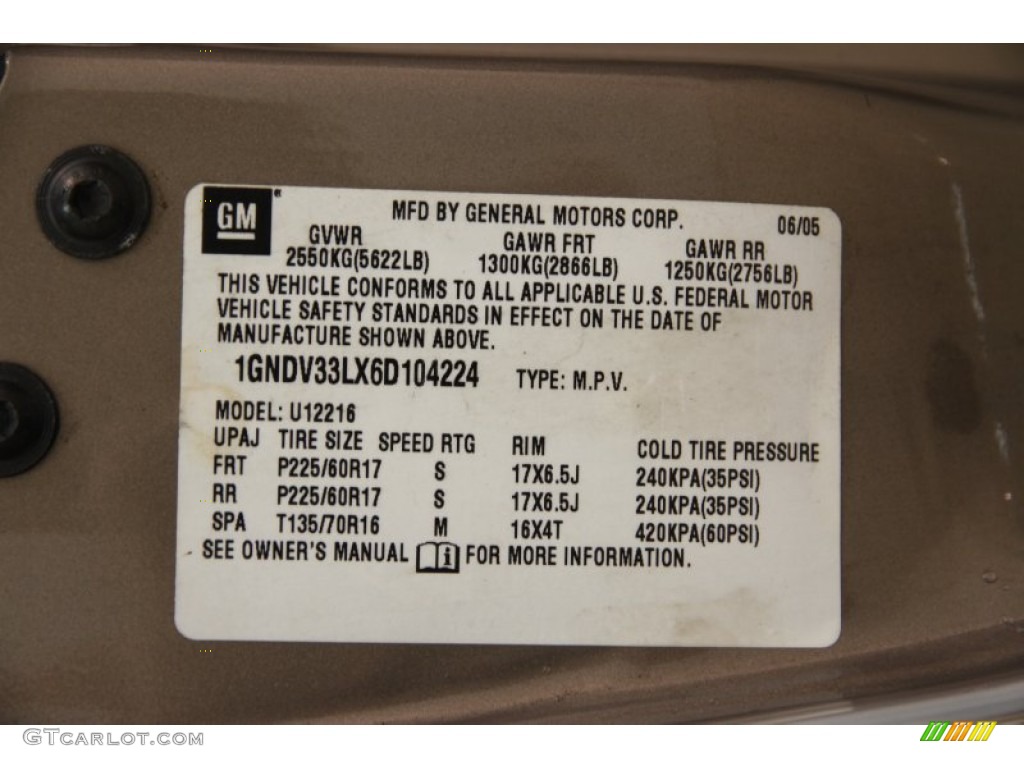 GM
MFD BY GENERAL MOTORS CORP. 06/05
GVWR GAWR FRT GAWR RR
2550KG(5622LB) 1300KG(2866LB) 1250KG(2756LB)
THIS VEHICLE CONFORMS TO ALL APPLICABLE U.S. FEDERAL MOTOR
VEHICLE SAFETY STANDARDS IN EFFECT ON THE DATE OF
MANUFACTURE SHOWN ABOVE.
1GNDV33LX6D104224 TYPE: M.P.V.
MODEL: U12216
UPAJ TIRE SIZE SPEED RTG RIM COLD TIRE PRESSURE
FRT P225/60R17 S 17X6.5J 240KPA(35PSI)
RR P225/60R17 S 17X6.5J 240KPA(35PSI)
SPA T135/70R16 M 16X4T 420KPA(60PSI)
SEE OWNER'S MANUAL i FOR MORE INFORMATION.
GTcarlot.com